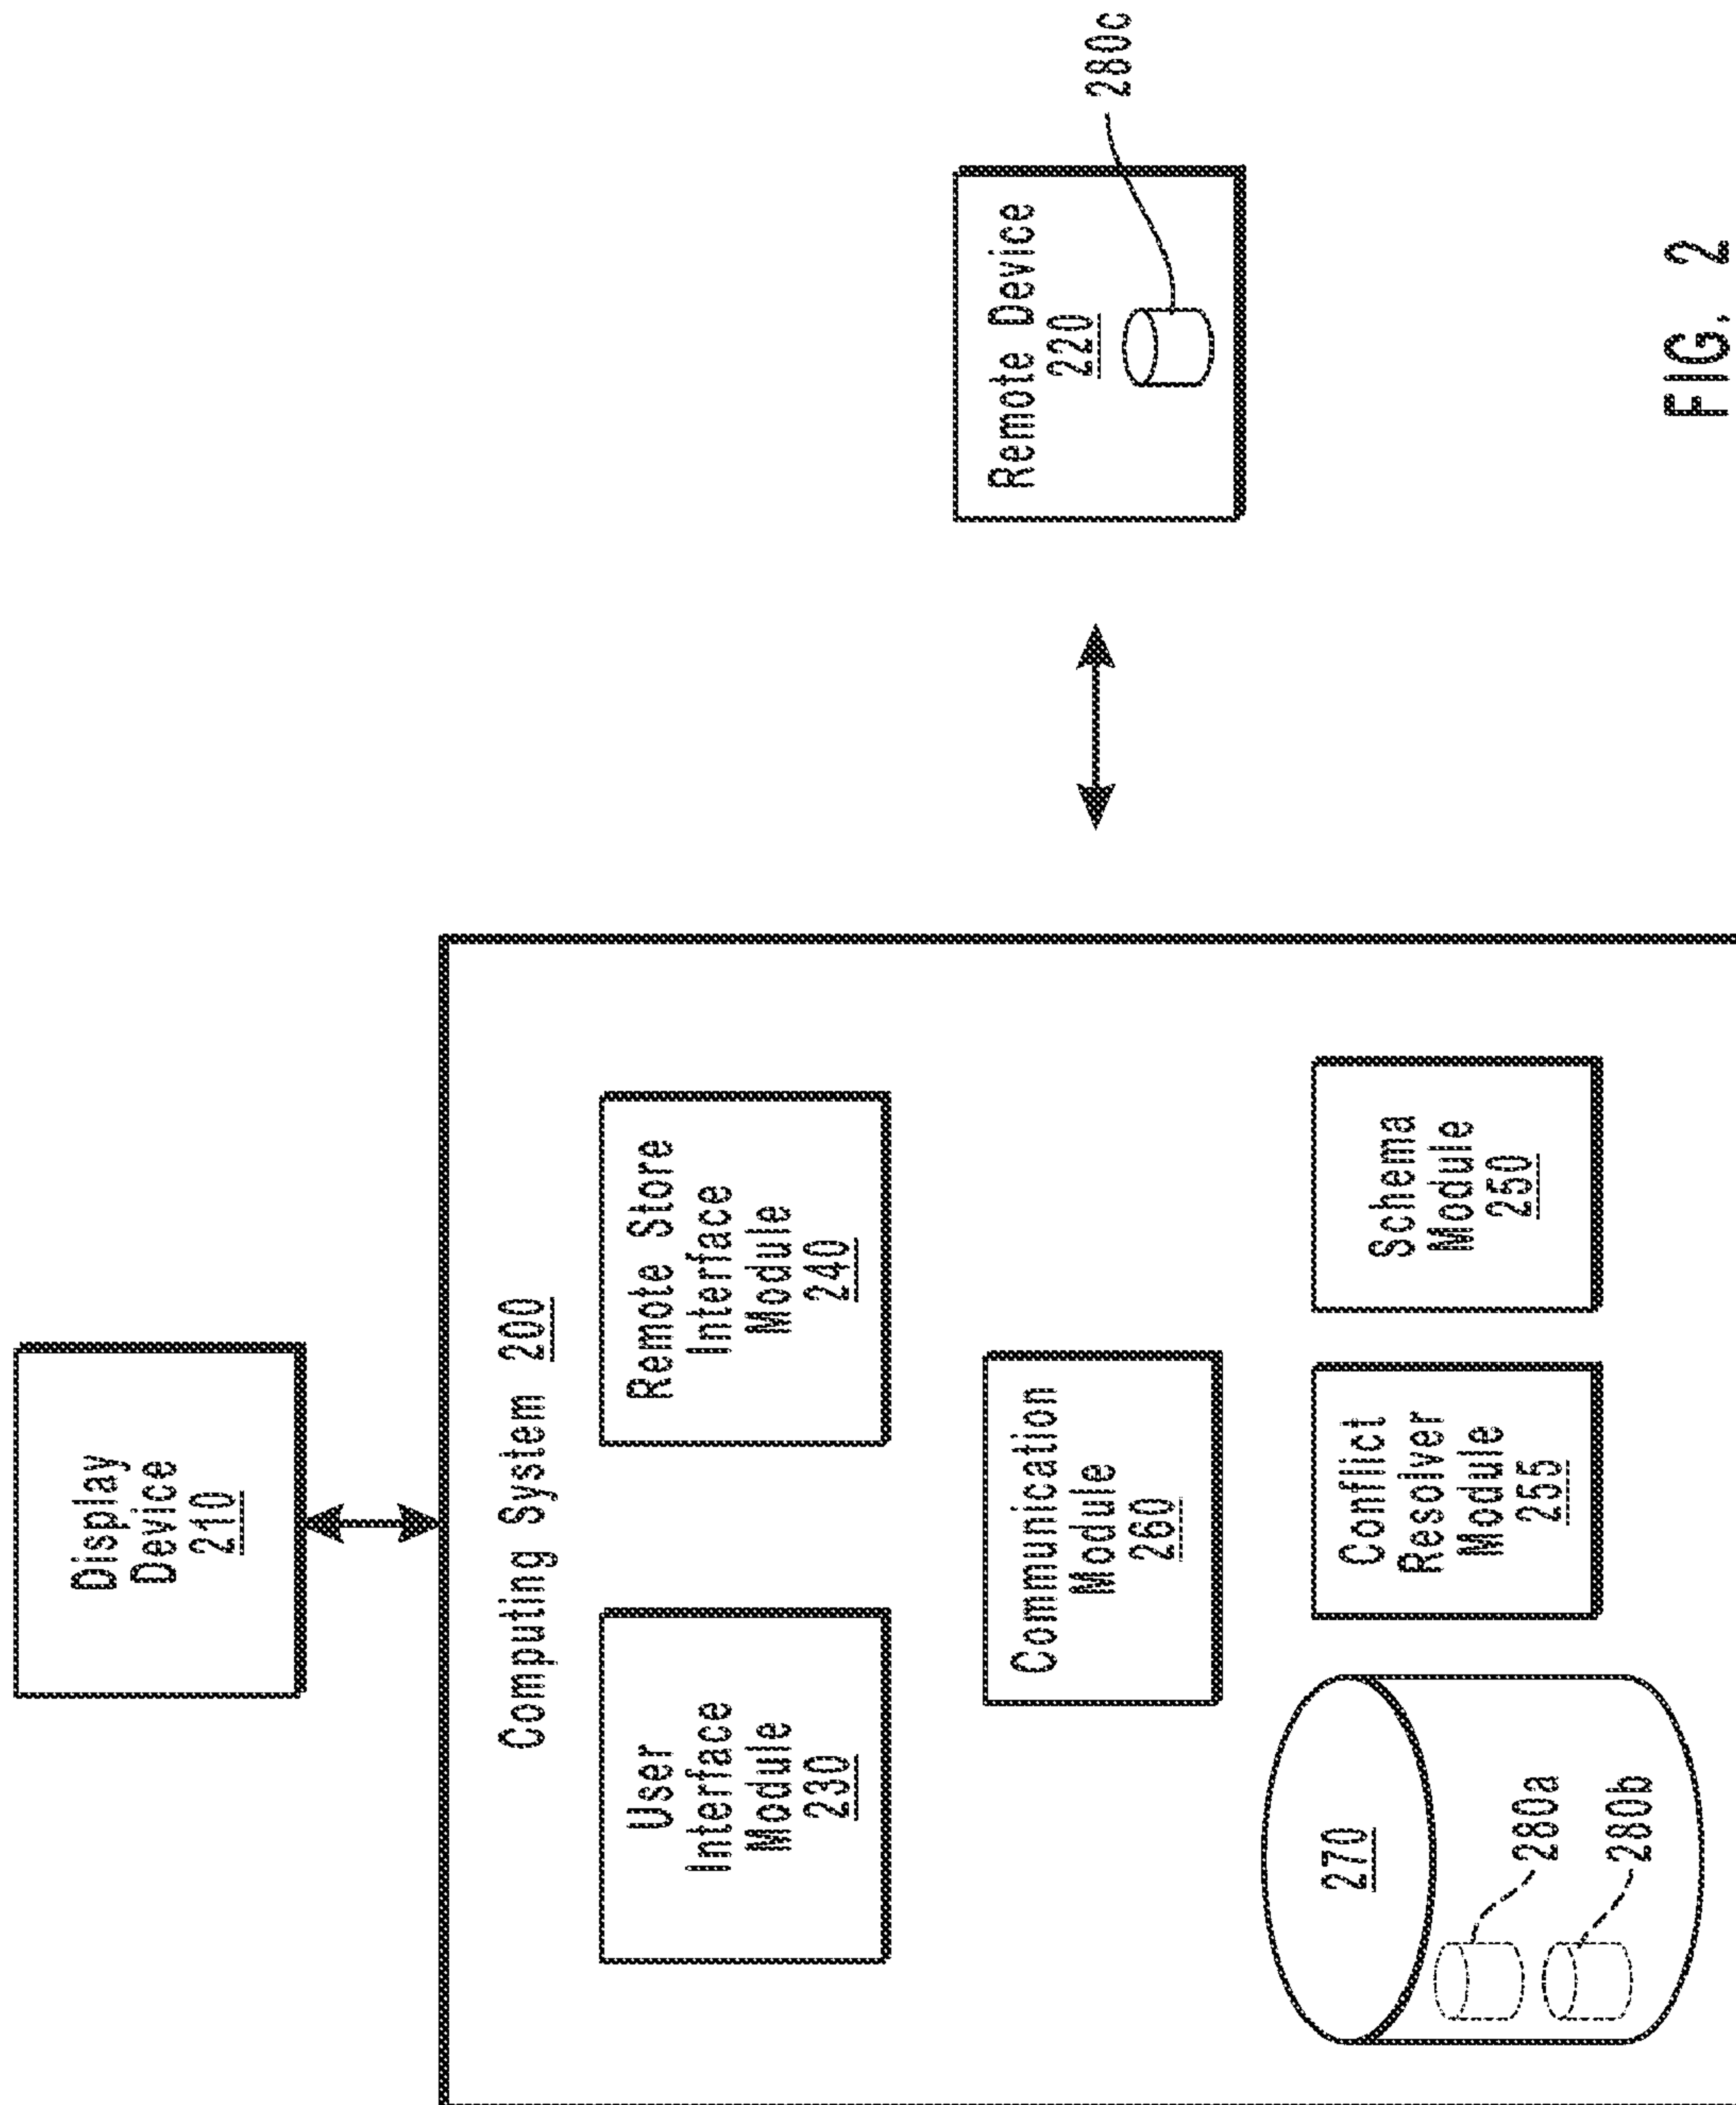 Display
Device
210
Computing System 200
User
Interface
Module
230
Remote Store
Interface
Module
240
Communication
Module
260
270
280a
280b
Conflict
Resolver
Module
255
Schema
Module
250
Remote Device
220
280c
FIG. 2